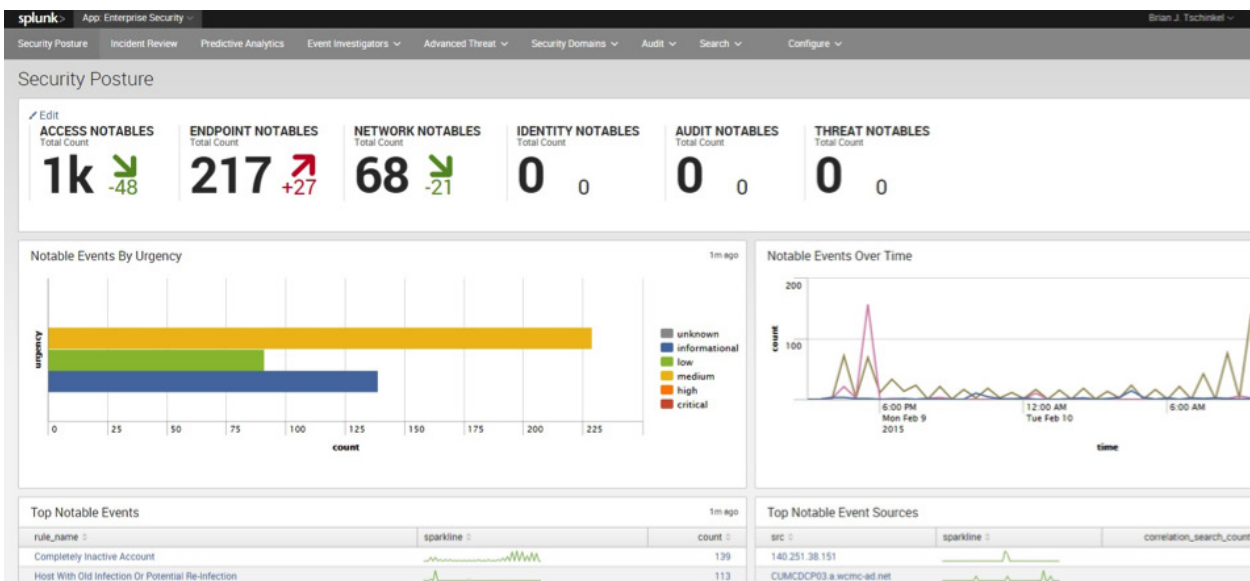 splunk> App: Enterprise Security Brian J. Tschinkel
Security Posture Incident Review Predictive Analytics Event Investigators Advanced Threat Security Domains Audit Search Configure
Security Posture
Edit
ACCESS NOTABLES ENDPOINT NOTABLES NETWORK NOTABLES IDENTITY NOTABLES AUDIT NOTABLES THREAT NOTABLES
Total Count Total Count Total Count Total Count Total Count Total Count
1k -48 217 +27 68 -21 0 0 0 0 0 0
Notable Events By Urgency 1m ago
urgency
unknown
informational
low
medium
high
critical
0 25 50 75 100 125 150 175 200 225
count
Notable Events Over Time
200
100
count
6:00 PM 12:00 AM 6:00 AM
Mon Feb 9 Tue Feb 10
2015
time
Top Notable Events 1m ago
rule_name sparkline count
Completely Inactive Account 139
Host With Old Infection Or Potential Re-Infection 113
Top Notable Event Sources
src sparkline correlation_search_count
140.251.38.151
CUMCDCP03.a.wcmc-ad.net